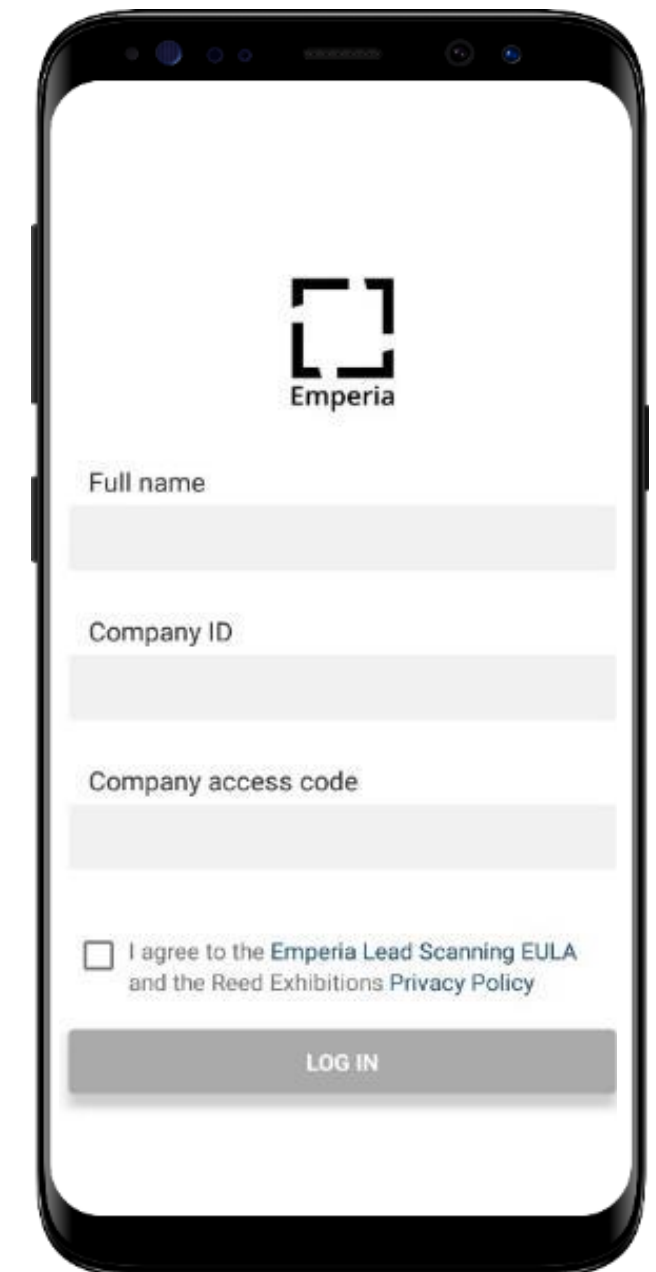 Emperia
Full name
Company ID
Company access code
I agree to the Emperia Lead Scanning EULA
and the Reed Exhibitions Privacy Policy
LOG IN